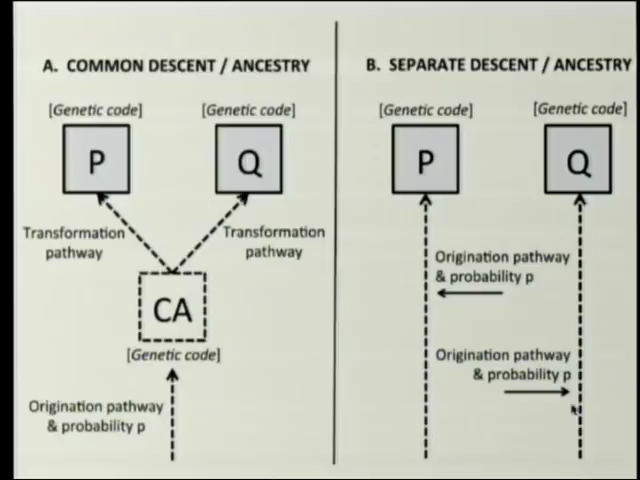 A. COMMON DESCENT / ANCESTRY
[Genetic code]
[Genetic code]
P
Q
Transformation
pathway
Transformation
pathway
CA
[Genetic code]
Origination pathway
& probability p
B. SEPARATE DESCENT / ANCESTRY
[Genetic code]
[Genetic code]
P
Q
Origination pathway
& probability p
Origination pathway
& probability p